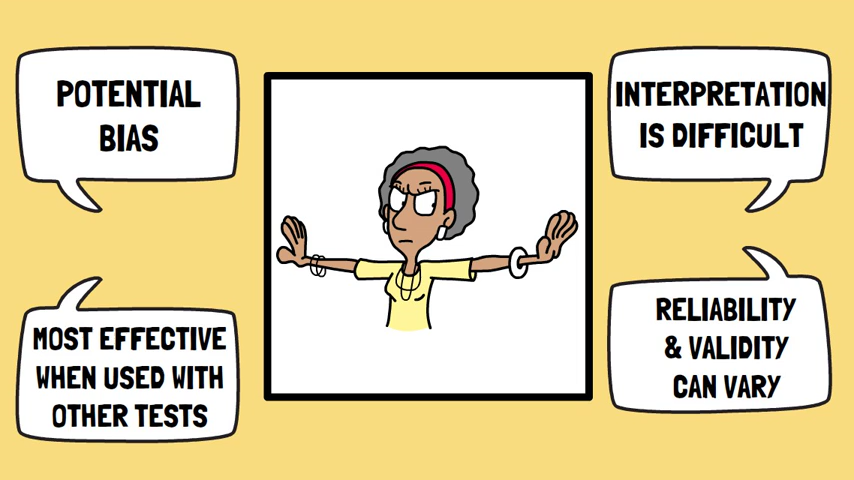 POTENTIAL
BIAS
INTERPRETATION
IS DIFFICULT
MOST EFFECTIVE
WHEN USED WITH
OTHER TESTS
RELIABILITY
& VALIDITY
CAN VARY